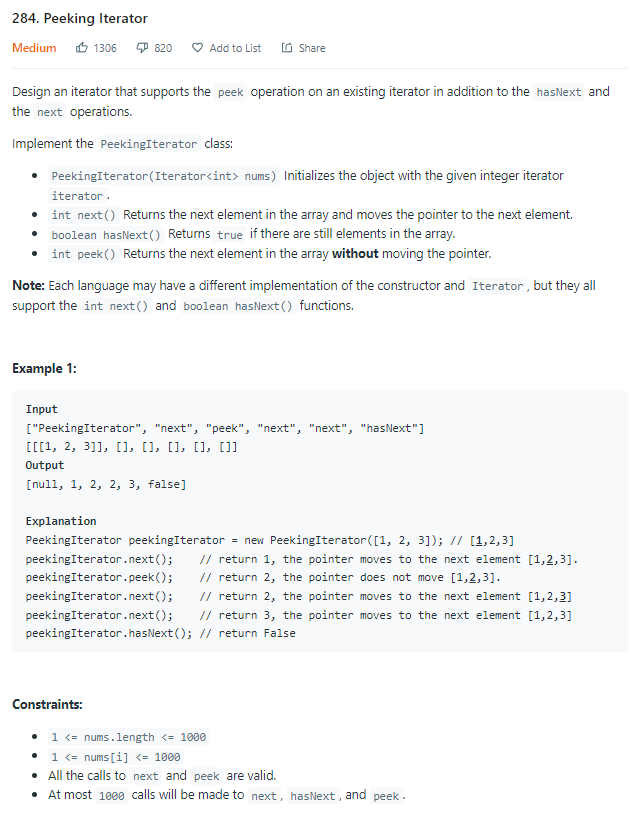 284. Peeking Iterator
Medium 1306 820 Add to List Share
Design an iterator that supports the peek operation on an existing iterator in addition to the hasNext and
the next operations.
Implement the PeekingIterator class:
• PeekingIterator(Iterator<int> nums) Initializes the object with the given integer iterator
iterator.
• int next() Returns the next element in the array and moves the pointer to the next element.
• boolean hasNext() Returns true if there are still elements in the array.
• int peek() Returns the next element in the array without moving the pointer.
Note: Each language may have a different implementation of the constructor and Iterator, but they all
support the int next() and boolean hasNext() functions.
Example 1:
Input
["PeekingIterator", "next", "peek", "next", "next", "hasNext"]
[[[1, 2, 3]], [], [], [], [], []]
Output
[null, 1, 2, 2, 3, false]
Explanation
PeekingIterator peekingIterator = new PeekingIterator([1, 2, 3]); // [1,2,3]
peekingIterator.next();    // return 1, the pointer moves to the next element [1,2,3].
peekingIterator.peek();    // return 2, the pointer does not move [1,2,3].
peekingIterator.next();    // return 2, the pointer moves to the next element [1,2,3]
peekingIterator.next();    // return 3, the pointer moves to the next element [1,2,3]
peekingIterator.hasNext(); // return False
Constraints:
• 1 <= nums.length <= 1000
• 1 <= nums[i] <= 1000
• All the calls to next and peek are valid.
• At most 1000 calls will be made to next, hasNext, and peek.